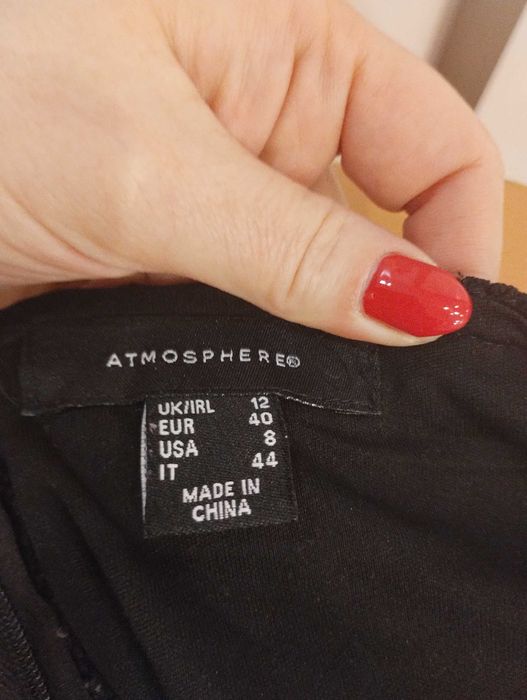 ATMOSPHERE®
UK/IRL 12
EUR 40
USA 8
IT 44
MADE IN
CHINA